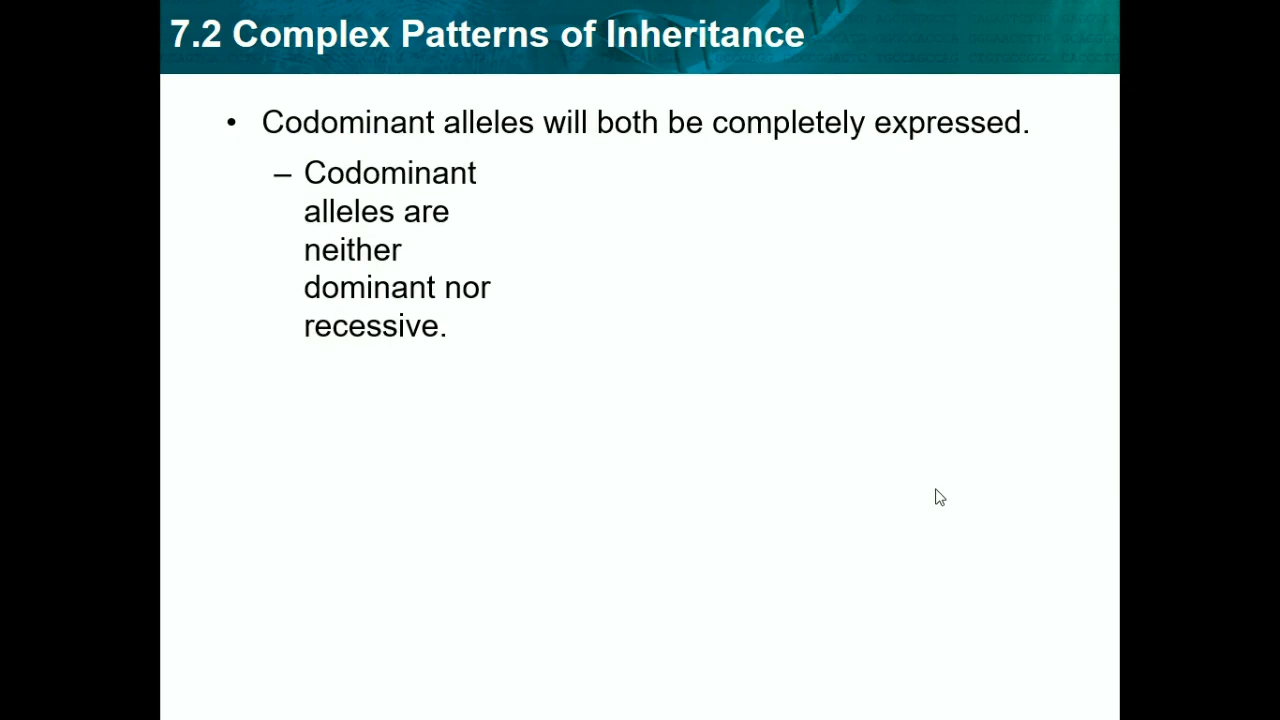 7.2 Complex Patterns of Inheritance
• Codominant alleles will both be completely expressed.
– Codominant
alleles are
neither
dominant nor
recessive.